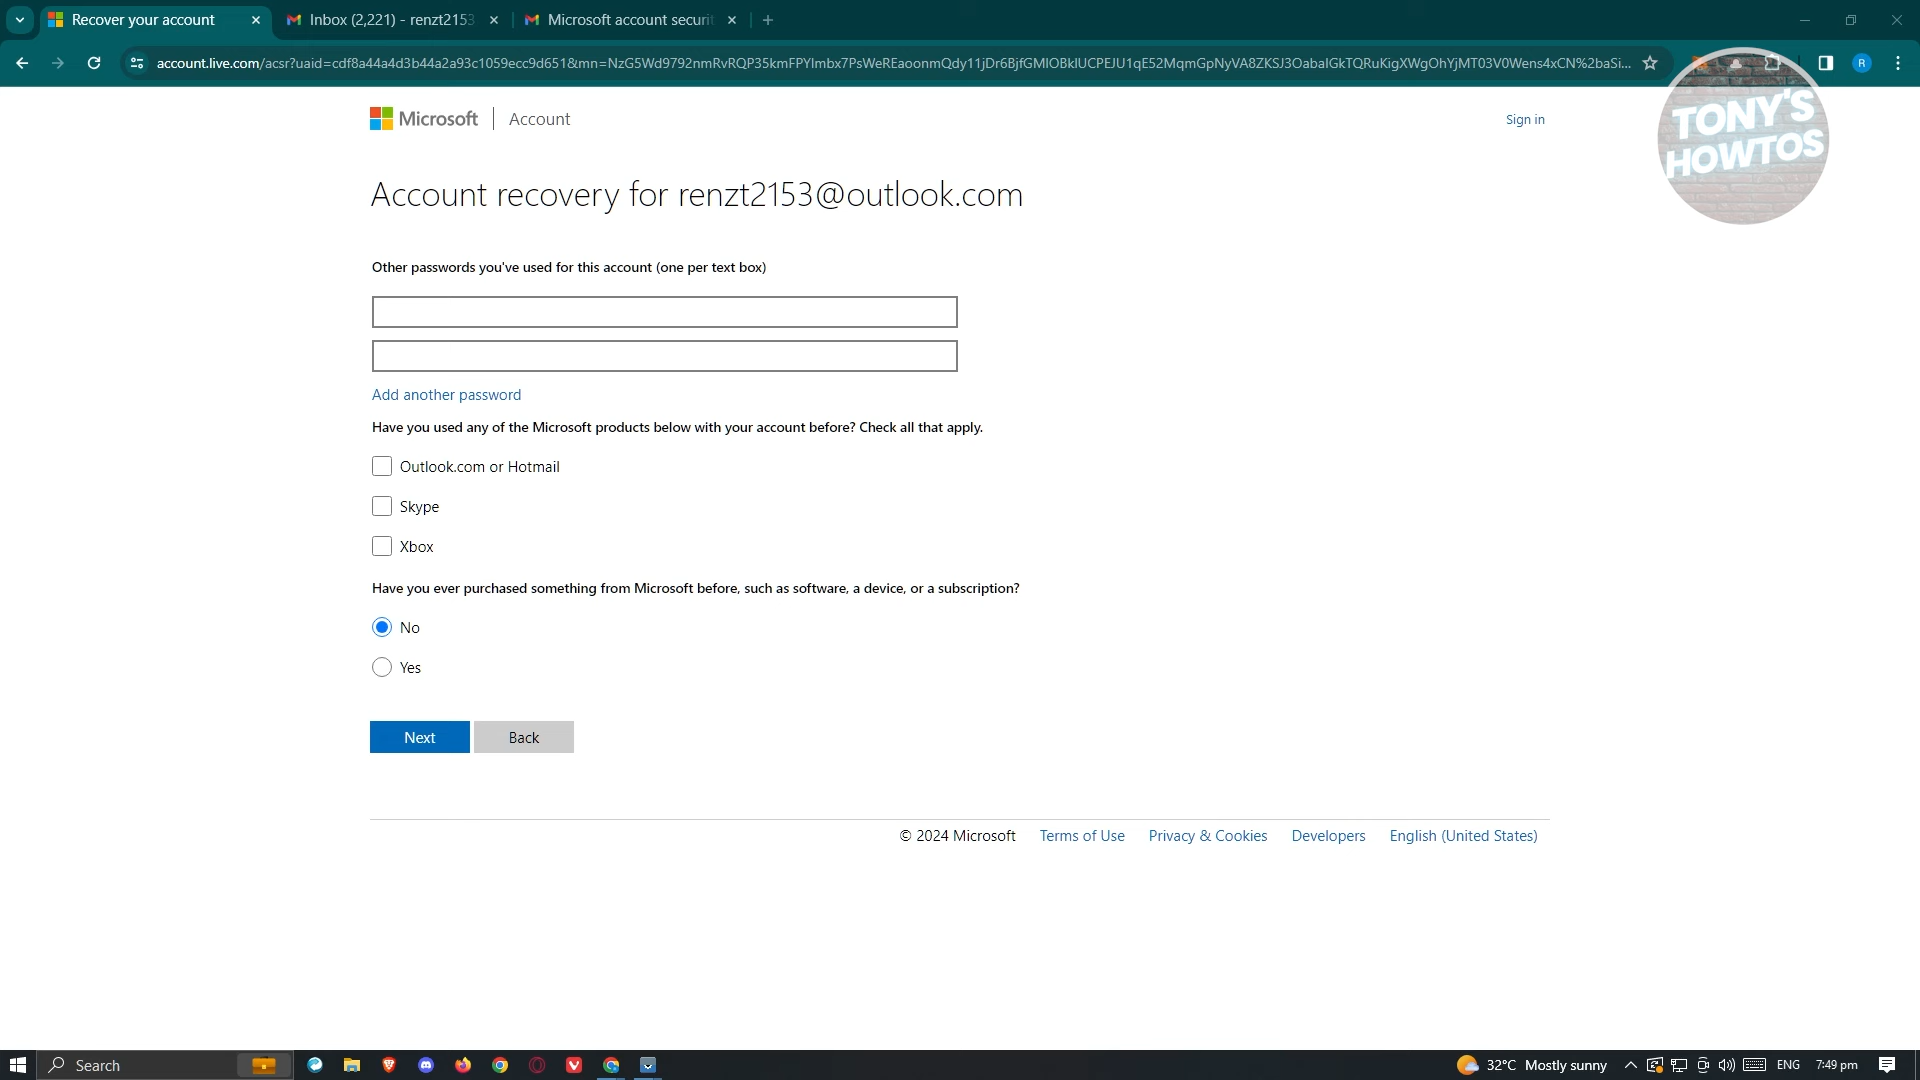 Recover your account
Inbox (2,221) - renzt2153
Microsoft account securit
account.live.com/acsr?uaid=cdf8a44a4d3b44a2a93c1059ecc9d651&mn=NzG5Wd9792nmRvRQP35kmFPYImbx7PsWeREaoonmQdy11jDr6BjfGMIOBklUCPEJU1qE52MqmGpNyVA8ZKSJ3OabaIGkTQRuKigXWgOhYjMT03V0Wens4xCN%2baSi...
R
TONY'S
HOWTOS
Microsoft | Account
Sign in
Account recovery for renzt2153@outlook.com
Other passwords you've used for this account (one per text box)
Add another password
Have you used any of the Microsoft products below with your account before? Check all that apply.
Outlook.com or Hotmail
Skype
Xbox
Have you ever purchased something from Microsoft before, such as software, a device, or a subscription?
No
Yes
Next
Back
© 2024 Microsoft Terms of Use Privacy & Cookies Developers English (United States)
Search
32°C Mostly sunny
ENG
7:49 pm